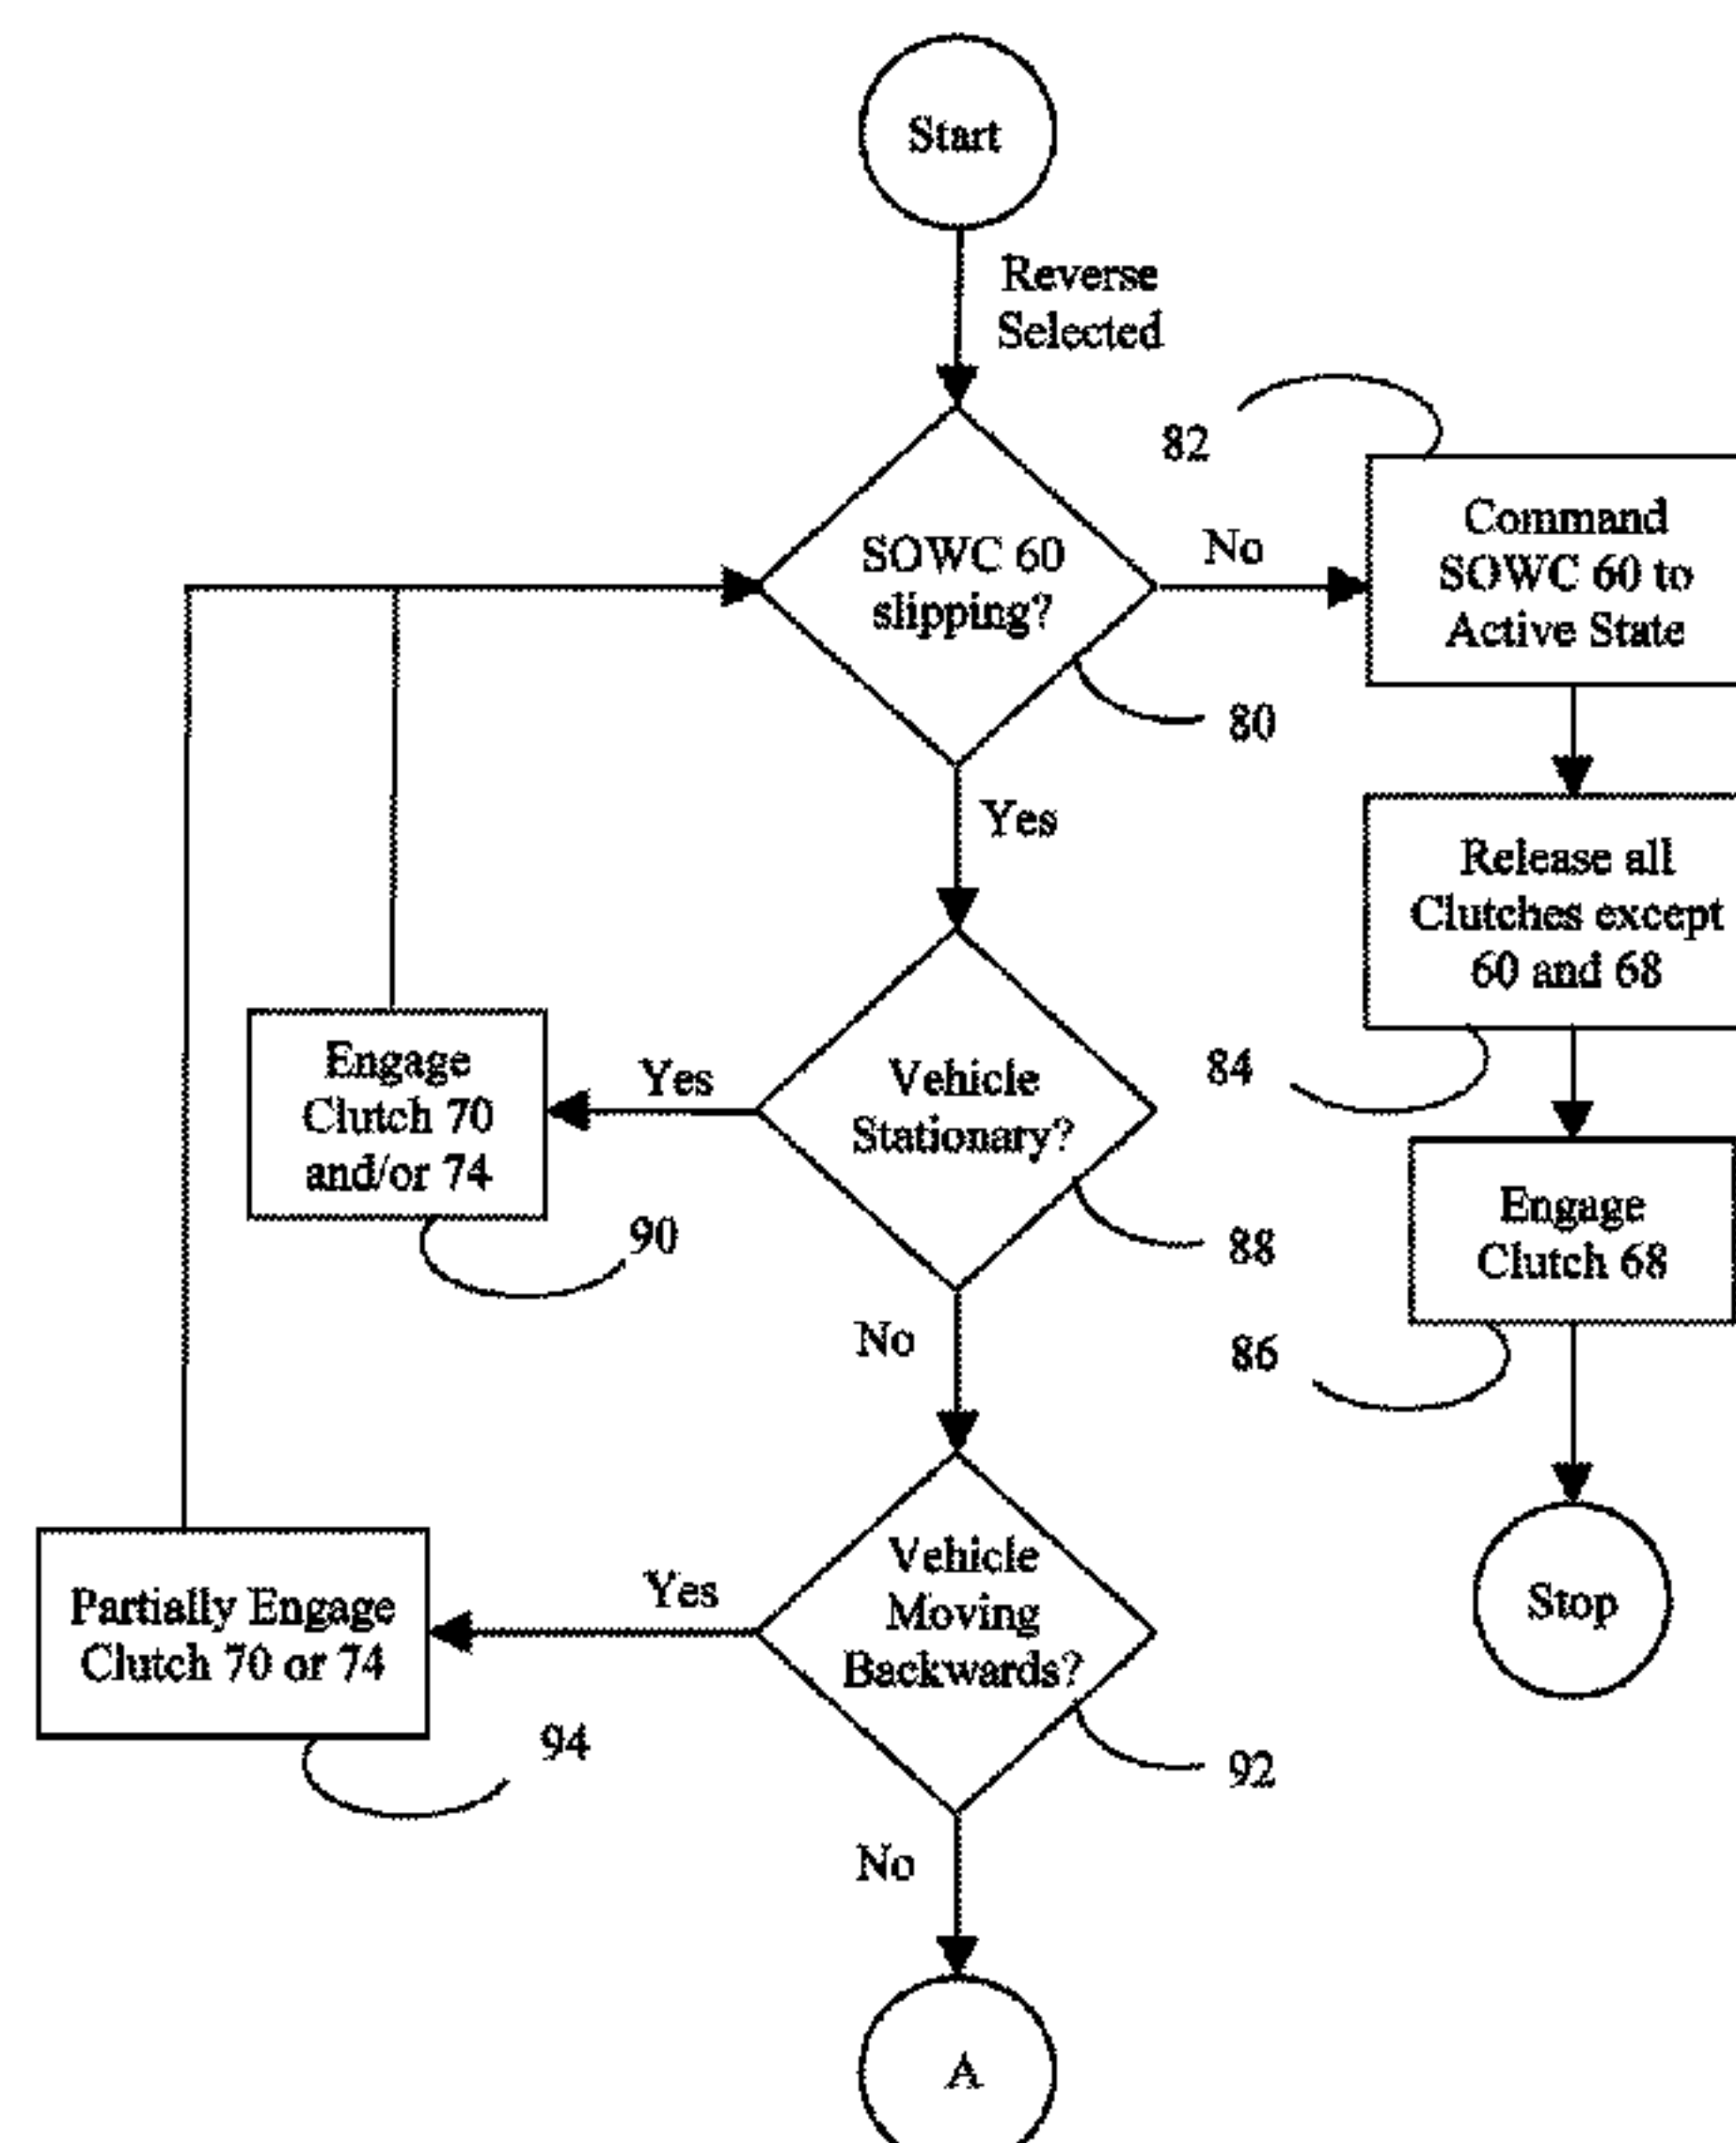 Start
Reverse
Selected
82
Command
SOWC 60 to
Active State
No
SOWC 60
slipping?
80
Yes
Release all
Clutches except
60 and 68
84
Engage
Clutch 70
and/or 74
Yes
Vehicle
Stationary?
90
88
Engage
Clutch 68
No
86
Vehicle
Moving
Backwards?
Yes
Partially Engage
Clutch 70 or 74
Stop
94
92
No
A